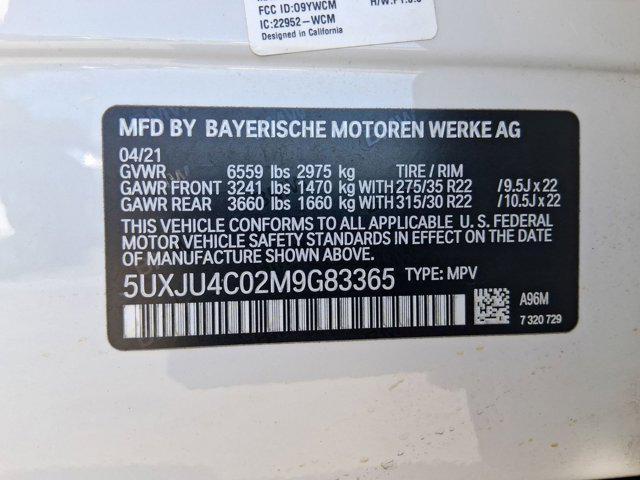 FCC ID:O9YWCM
IC:22952-WCM
Designed in California
MFD BY BAYERISCHE MOTOREN WERKE AG
04/21
GVWR 6559 lbs 2975 kg TIRE / RIM
GAWR FRONT 3241 lbs 1470 kg WITH 275/35 R22 / 9.5J x 22
GAWR REAR 3660 lbs 1660 kg WITH 315/30 R22 / 10.5J x 22
THIS VEHICLE CONFORMS TO ALL APPLICABLE U. S. FEDERAL
MOTOR VEHICLE SAFETY STANDARDS IN EFFECT ON THE DATE
OF MANUFACTURE SHOWN ABOVE.
5UXJU4C02M9G83365 TYPE: MPV
A96M
7 320 729